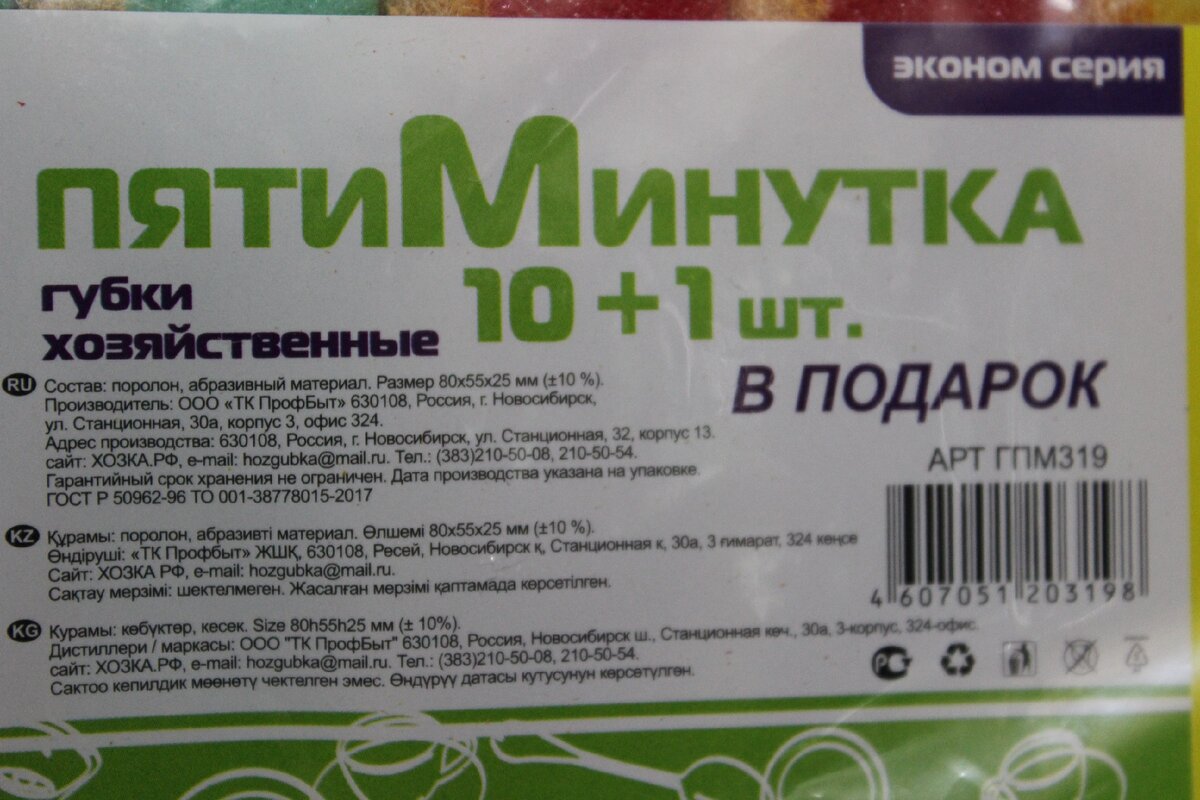 эконом серия
пятиМинутка
губки
хозяйственные
10+1 шт.
В ПОДАРОК
RU Состав: поролон, абразивный материал. Размер 80х55х25 мм (±10 %).
Производитель: ООО «ТК ПрофБыт» 630108, Россия, г. Новосибирск,
ул. Станционная, 30а, корпус 3, офис 324.
Адрес производства: 630108, Россия, г. Новосибирск, ул. Станционная, 32, корпус 13.
сайт: ХОЗКА.РФ, e-mail: hozgubka@mail.ru. Тел.: (383)210-50-08, 210-50-54.
Гарантийный срок хранения не ограничен. Дата производства указана на упаковке.
ГОСТ Р 50962-96 ТО 001-38778015-2017
АРТ ГПМ319
4 607051 203198
KZ Құрамы: поролон, абразивті материал. Өлшемі 80х55х25 мм (±10 %).
Өндіруші: «ТК Профбыт» ЖШҚ, 630108, Ресей, Новосибирск қ, Станционная к, 30а, 3 ғимарат, 324 кеңсе
Сайт: ХОЗКА РФ, e-mail: hozgubka@mail.ru.
Сақтау мерзімі: шектелмеген. Жасалған мерзімі қаптамада көрсетілген.
KG Курамы: көбүктөр, кесек. Size 80h55h25 мм (± 10%).
Дистиллери / маркасы: ООО "ТК ПрофБыт" 630108, Россия, Новосибирск ш., Станционная көч., 30а, 3-корпус, 324-офис.
сайт: ХОЗКА.РФ, e-mail: hozgubka@mail.ru. Тел.: (383)210-50-08, 210-50-54.
Сактоо кепилдик мөөнөтү чектелген эмес. Өндүрүү датасы кутусунун көрсөтүлгөн.